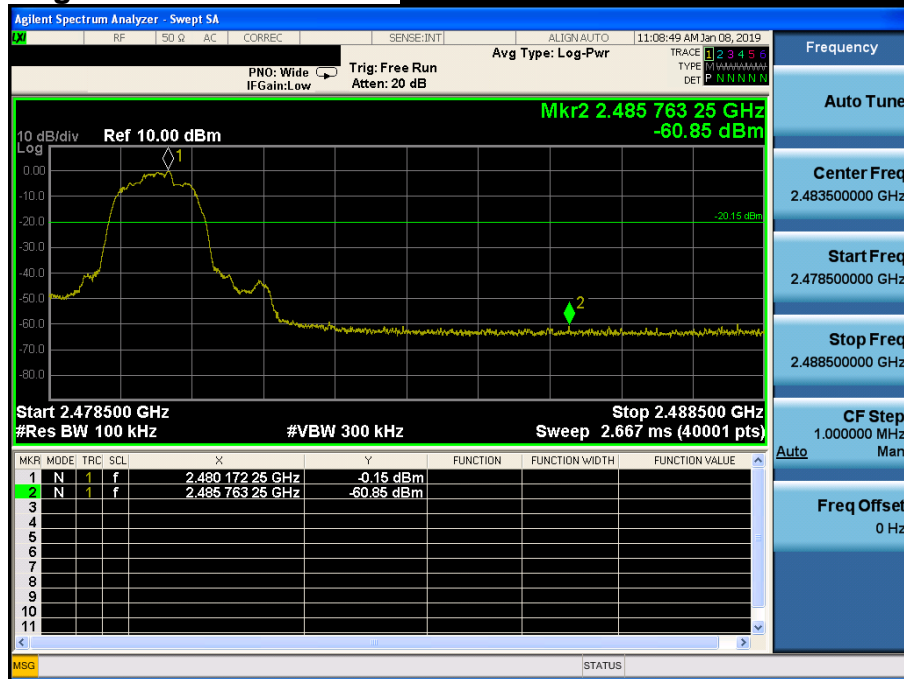 Agilent Spectrum Analyzer - Swept SA
LXI RF 50 Ω AC CORREC SENSE:INT ALIGN AUTO 11:08:49 AM Jan 08, 2019
Avg Type: Log-Pwr TRACE 1 2 3 4 5 6
PNO: Wide Trig: Free Run TYPE M WWWWW
IFGain:Low Atten: 20 dB DET P N N N N N
Frequency
Auto Tune
Center Freq
2.483500000 GHz
Start Freq
2.478500000 GHz
Stop Freq
2.488500000 GHz
CF Step
1.000000 MHz
Auto Man
Freq Offset
0 Hz
Mkr2 2.485 763 25 GHz
10 dB/div Ref 10.00 dBm -60.85 dBm
Log
1
0.00
-10.0
-20.0 -20.15 dBm
-30.0
-40.0
-50.0
2
-60.0
-70.0
-80.0
Start 2.478500 GHz Stop 2.488500 GHz
#Res BW 100 kHz #VBW 300 kHz Sweep 2.667 ms (40001 pts)
MKR MODE TRC SCL X Y FUNCTION FUNCTION WIDTH FUNCTION VALUE
1 N 1 f 2.480 172 25 GHz -0.15 dBm
2 N 1 f 2.485 763 25 GHz -60.85 dBm
3
4
5
6
7
8
9
10
11
MSG STATUS